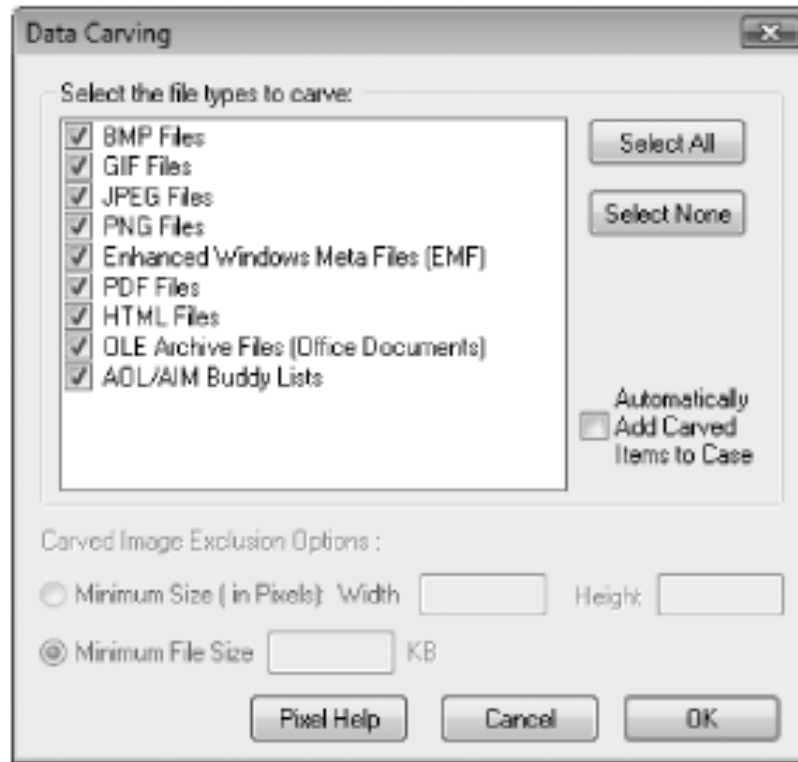 Data Carving
Select the file types to carve:
BMP Files
GIF Files
JPEG Files
PNG Files
Enhanced Windows Meta Files (EMF)
PDF Files
HTML Files
OLE Archive Files (Office Documents)
AOL/AIM Buddy Lists
Select All
Select None
Automatically
Add Carved
Items to Case
Carved Image Exclusion Options :
Minimum Size ( in Pixels): Width Height
Minimum File Size KB
Pixel Help Cancel OK